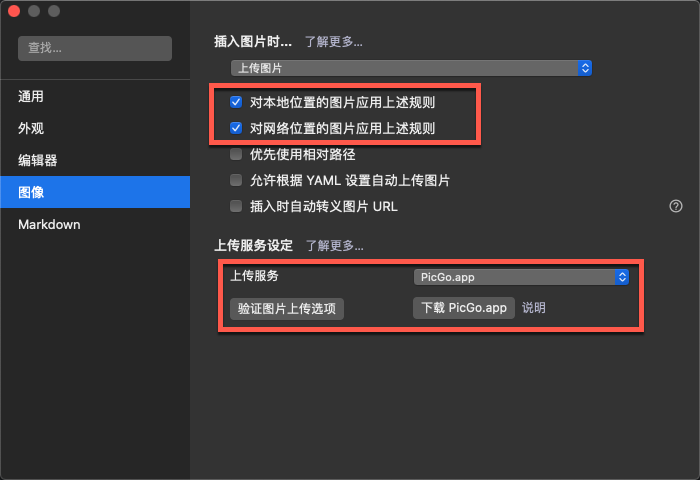 查找...
通用
外观
编辑器
图像
Markdown
插入图片时... 了解更多...
上传图片
对本地位置的图片应用上述规则
对网络位置的图片应用上述规则
优先使用相对路径
允许根据 YAML 设置自动上传图片
插入时自动转义图片 URL
?
上传服务设定 了解更多...
上传服务 PicGo.app
验证图片上传选项 下载 PicGo.app 说明